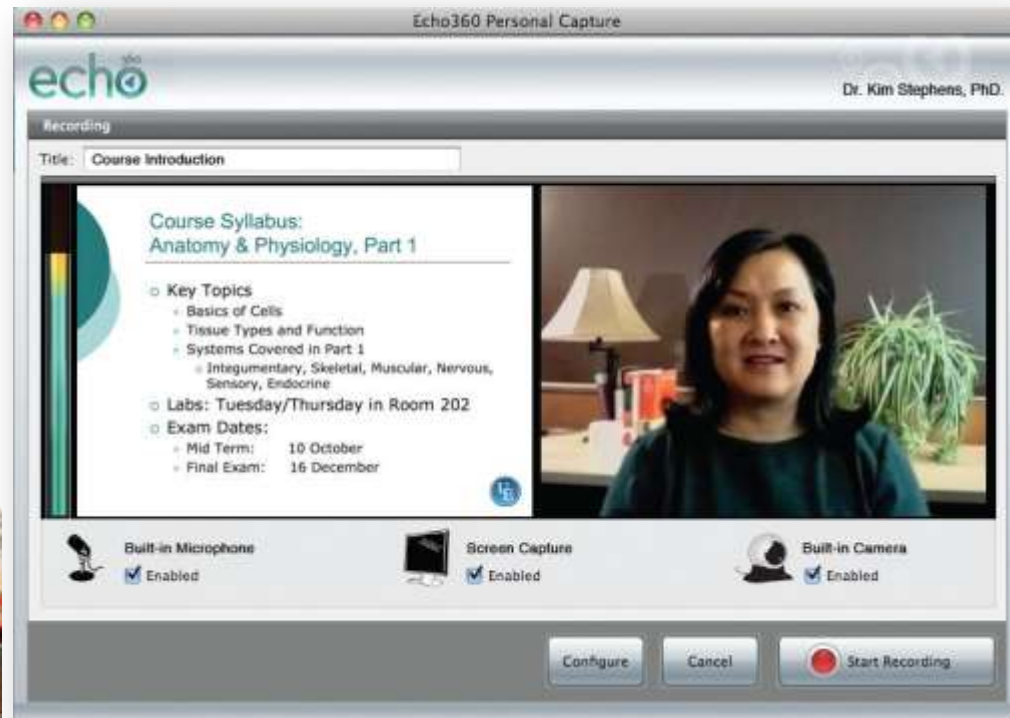 Echo360 Personal Capture
echo360
Dr. Kim Stephens, PhD.
Recording
Title: Course Introduction
Course Syllabus:
Anatomy & Physiology, Part 1
Key Topics
Basics of Cells
Tissue Types and Function
Systems Covered in Part 1
Integumentary, Skeletal, Muscular, Nervous,
Sensory, Endocrine
Labs: Tuesday/Thursday in Room 202
Exam Dates:
Mid Term: 10 October
Final Exam: 16 December
Built-in Microphone
Enabled
Screen Capture
Enabled
Built-in Camera
Enabled
Configure
Cancel
Start Recording